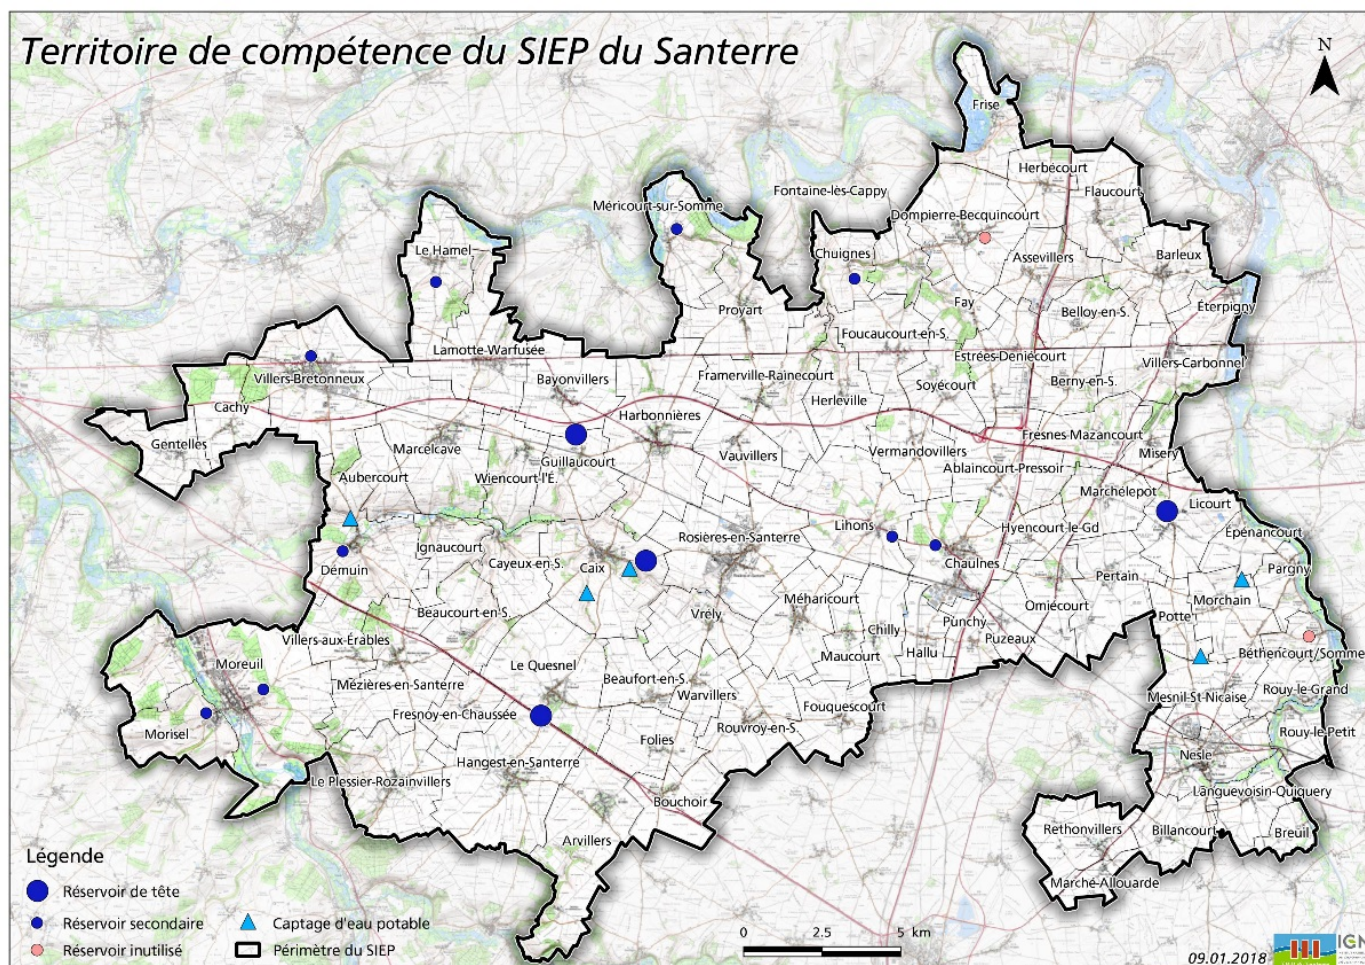 Territoire de compétence du SIEP du Santerre
N
Frise
Herbécourt
Flaucourt
Fontaine-lès-Cappy
Méricourt-sur-Somme
Dompierre-Becquincourt
Le Hamel
Chuignes
Assevillers
Barleux
Éterpigny
Fay
Proyart
Belloy-en-S.
Foucaucourt-en-S.
Lamotte-Warfusée
Estrées-Deniécourt
Villers-Carbonnel
Villers-Bretonneux
Bayonvillers
Framerville-Rainecourt
Soyécourt
Berny-en-S.
Herleville
Cachy
Harbonnières
Fresnes-Mazancourt
Gentelles
Marcelcave
Guillaucourt
Vauvillers
Vermandovillers
Misery
Ablaincourt-Pressoir
Aubercourt
Wiencourt-l'É.
Marchélepot
Licourt
Lihons
Hyencourt-le-Gd
Épénancourt
Ignaucourt
Rosières-en-Santerre
Cayeux-en-S.
Caix
Chaulnes
Démuin
Pargny
Pertain
Morchain
Beaucourt-en-S.
Méharicourt
Omiécourt
Vrély
Potte
Punchy
Villers-aux-Érables
Chilly
Puzeaux
Hallu
Béthencourt/Somme
Moreuil
Le Quesnel
Maucourt
Beaufort-en-S.
Mézières-en-Santerre
Warvillers
Mesnil-St-Nicaise
Rouy-le-Grand
Fresnoy-en-Chaussée
Fouquescourt
Morisel
Rouvroy-en-S.
Rouy-le-Petit
Folies
Nesle
Hangest-en-Santerre
Le Plessier-Rozainvillers
Languevoisin-Quiquery
Bouchoir
Rethonvillers
Billancourt
Breuil
Arvillers
Marché-Allouarde
Légende
Réservoir de tête
Réservoir secondaire
Captage d'eau potable
Réservoir inutilisé
Périmètre du SIEP
0 2.5 5 km
09.01.2018
IGN